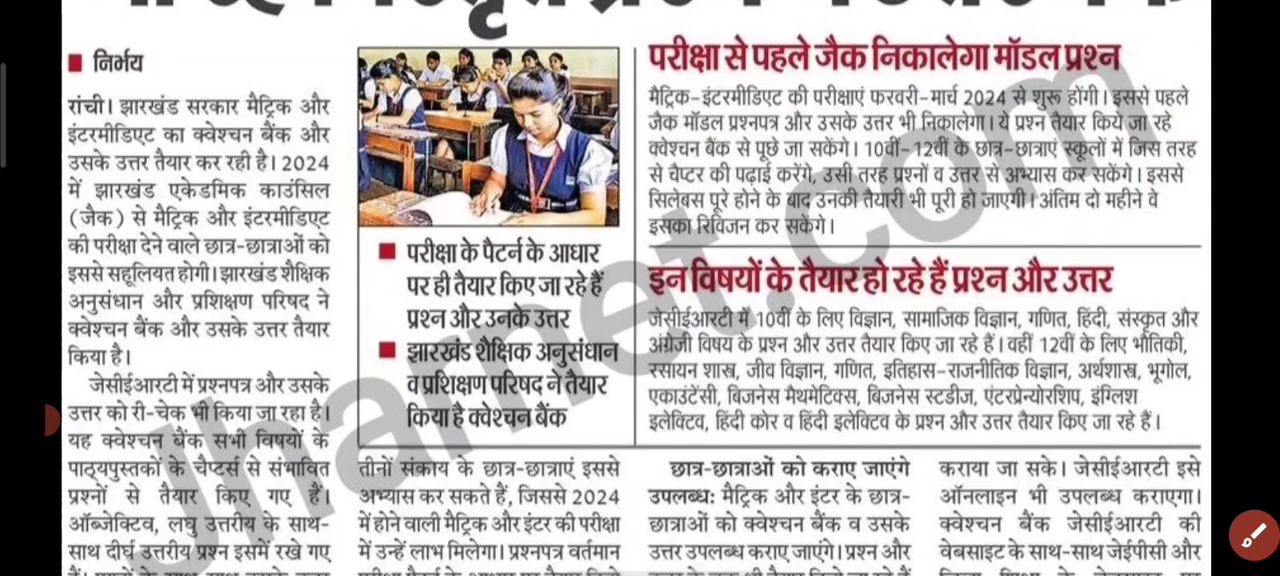 ■ निर्भय
रांची। झारखंड सरकार मैट्रिक और
इंटरमीडिएट का क्वेश्चन बैंक और
उसके उत्तर तैयार कर रही है। 2024
में झारखंड एकेडमिक काउंसिल
(जैक) से मैट्रिक और इंटरमीडिएट
की परीक्षा देने वाले छात्र-छात्राओं को
इससे सहूलियत होगी। झारखंड शैक्षिक
अनुसंधान और प्रशिक्षण परिषद ने
क्वेश्चन बैंक और उसके उत्तर तैयार
किया है।
जेसीईआरटी में प्रश्नपत्र और उसके
उत्तर को री-चेक भी किया जा रहा है।
यह क्वेश्चन बैंक सभी विषयों के
पाठ्यपुस्तकों के चैप्टर्स से संभावित
प्रश्नों से तैयार किए गए हैं।
ऑब्जेक्टिव, लघु उत्तरीय के साथ-
साथ दीर्घ उत्तरीय प्रश्न इसमें रखे गए
■ परीक्षा के पैटर्न के आधार
पर ही तैयार किए जा रहे हैं
प्रश्न और उनके उत्तर
■ झारखंड शैक्षिक अनुसंधान
व प्रशिक्षण परिषद ने तैयार
किया है क्वेश्चन बैंक
परीक्षा से पहले जैक निकालेगा मॉडल प्रश्न
मैट्रिक-इंटरमीडिएट की परीक्षाएं फरवरी-मार्च 2024 से शुरू होंगी। इससे पहले
जैक मॉडल प्रश्नपत्र और उसके उत्तर भी निकालेगा। ये प्रश्न तैयार किये जा रहे
क्वेश्चन बैंक से पूछे जा सकेंगे। 10वीं-12वीं के छात्र-छात्राएं स्कूलों में जिस तरह
से चैप्टर की पढ़ाई करेंगे, उसी तरह प्रश्नों व उत्तर से अभ्यास कर सकेंगे। इससे
सिलेबस पूरे होने के बाद उनकी तैयारी भी पूरी हो जाएगी। अंतिम दो महीने वे
इसका रिविजन कर सकेंगे।
इन विषयों के तैयार हो रहे हैं प्रश्न और उत्तर
जेसीईआरटी में 10वीं के लिए विज्ञान, सामाजिक विज्ञान, गणित, हिंदी, संस्कृत और
अंग्रेजी विषय के प्रश्न और उत्तर तैयार किए जा रहे हैं। वहीं 12वीं के लिए भौतिकी,
रसायन शास्त्र, जीव विज्ञान, गणित, इतिहास-राजनीतिक विज्ञान, अर्थशास्त्र, भूगोल,
एकाउंटेंसी, बिजनेस मैथमेटिक्स, बिजनेस स्टडीज, एंटरप्रेन्योरशिप, इंग्लिश
इलेक्टिव, हिंदी कोर व हिंदी इलेक्टिव के प्रश्न और उत्तर तैयार किए जा रहे हैं।
तीनों संकाय के छात्र-छात्राएं इससे
अभ्यास कर सकते हैं, जिससे 2024
में होने वाली मैट्रिक और इंटर की परीक्षा
में उन्हें लाभ मिलेगा। प्रश्नपत्र वर्तमान
छात्र-छात्राओं को कराए जाएंगे
उपलब्ध: मैट्रिक और इंटर के छात्र-
छात्राओं को क्वेश्चन बैंक व उसके
उत्तर उपलब्ध कराए जाएंगे। प्रश्न और
कराया जा सके। जेसीईआरटी इसे
ऑनलाइन भी उपलब्ध कराएगा।
क्वेश्चन बैंक जेसीईआरटी की
वेबसाइट के साथ-साथ जेईपीसी और
Jharnet.com